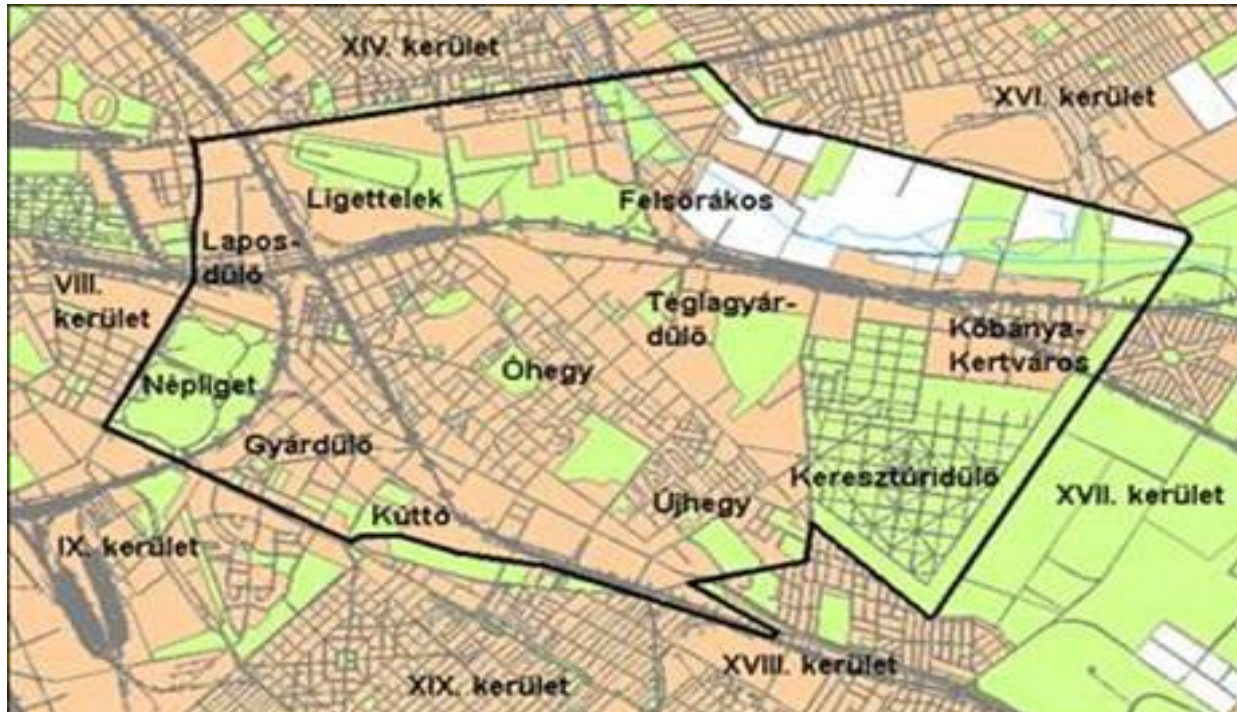 XIV. kerület
XVI. kerület
Ligettelek
Felsőrákos
Lapos-
dűlő
VIII.
kerület
Téglagyár-
dűlő
Kőbánya-
Kertváros
Óhegy
Népliget
Gyárdűlő
Keresztúridűlő
Újhegy
XVII. kerület
Kúttó
IX. kerület
XVIII. kerület
XIX. kerület